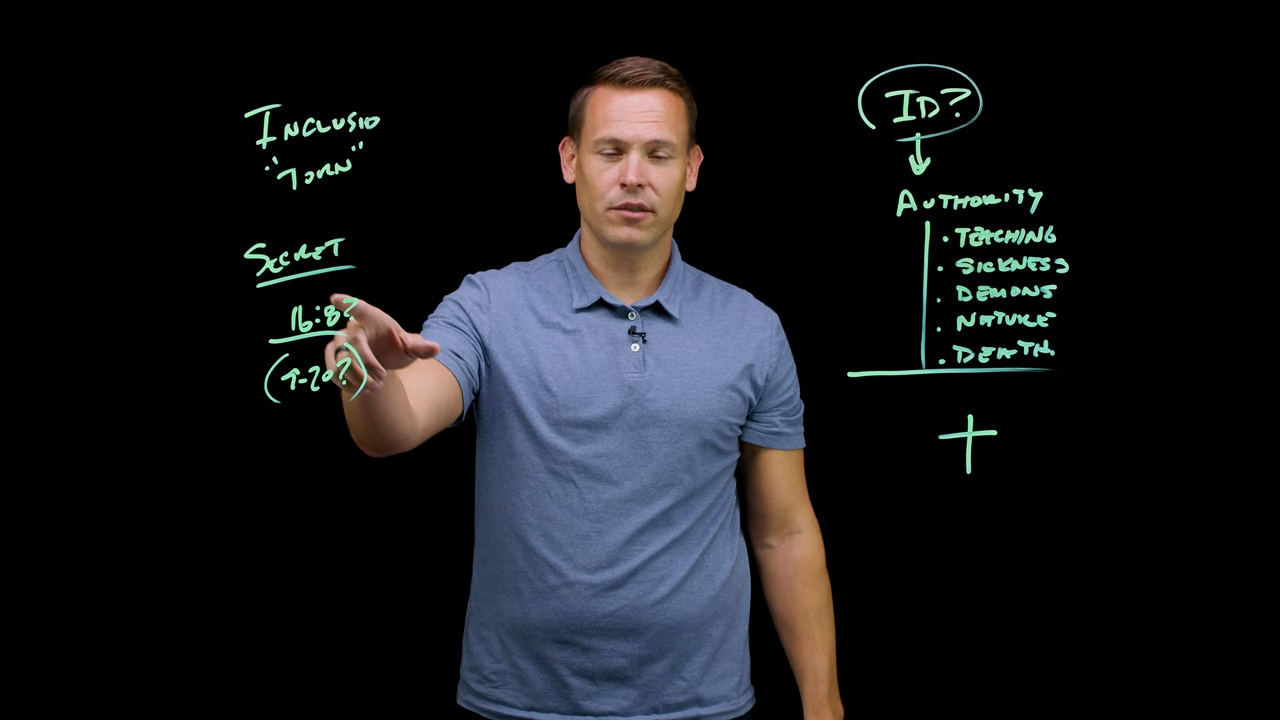 INCLUSIO
"TORN"
SECRET
16:8?
(9-20?)
ID?
AUTHORITY
• TEACHING
• SICKNESS
• DEMONS
• NATURE
• DEATH